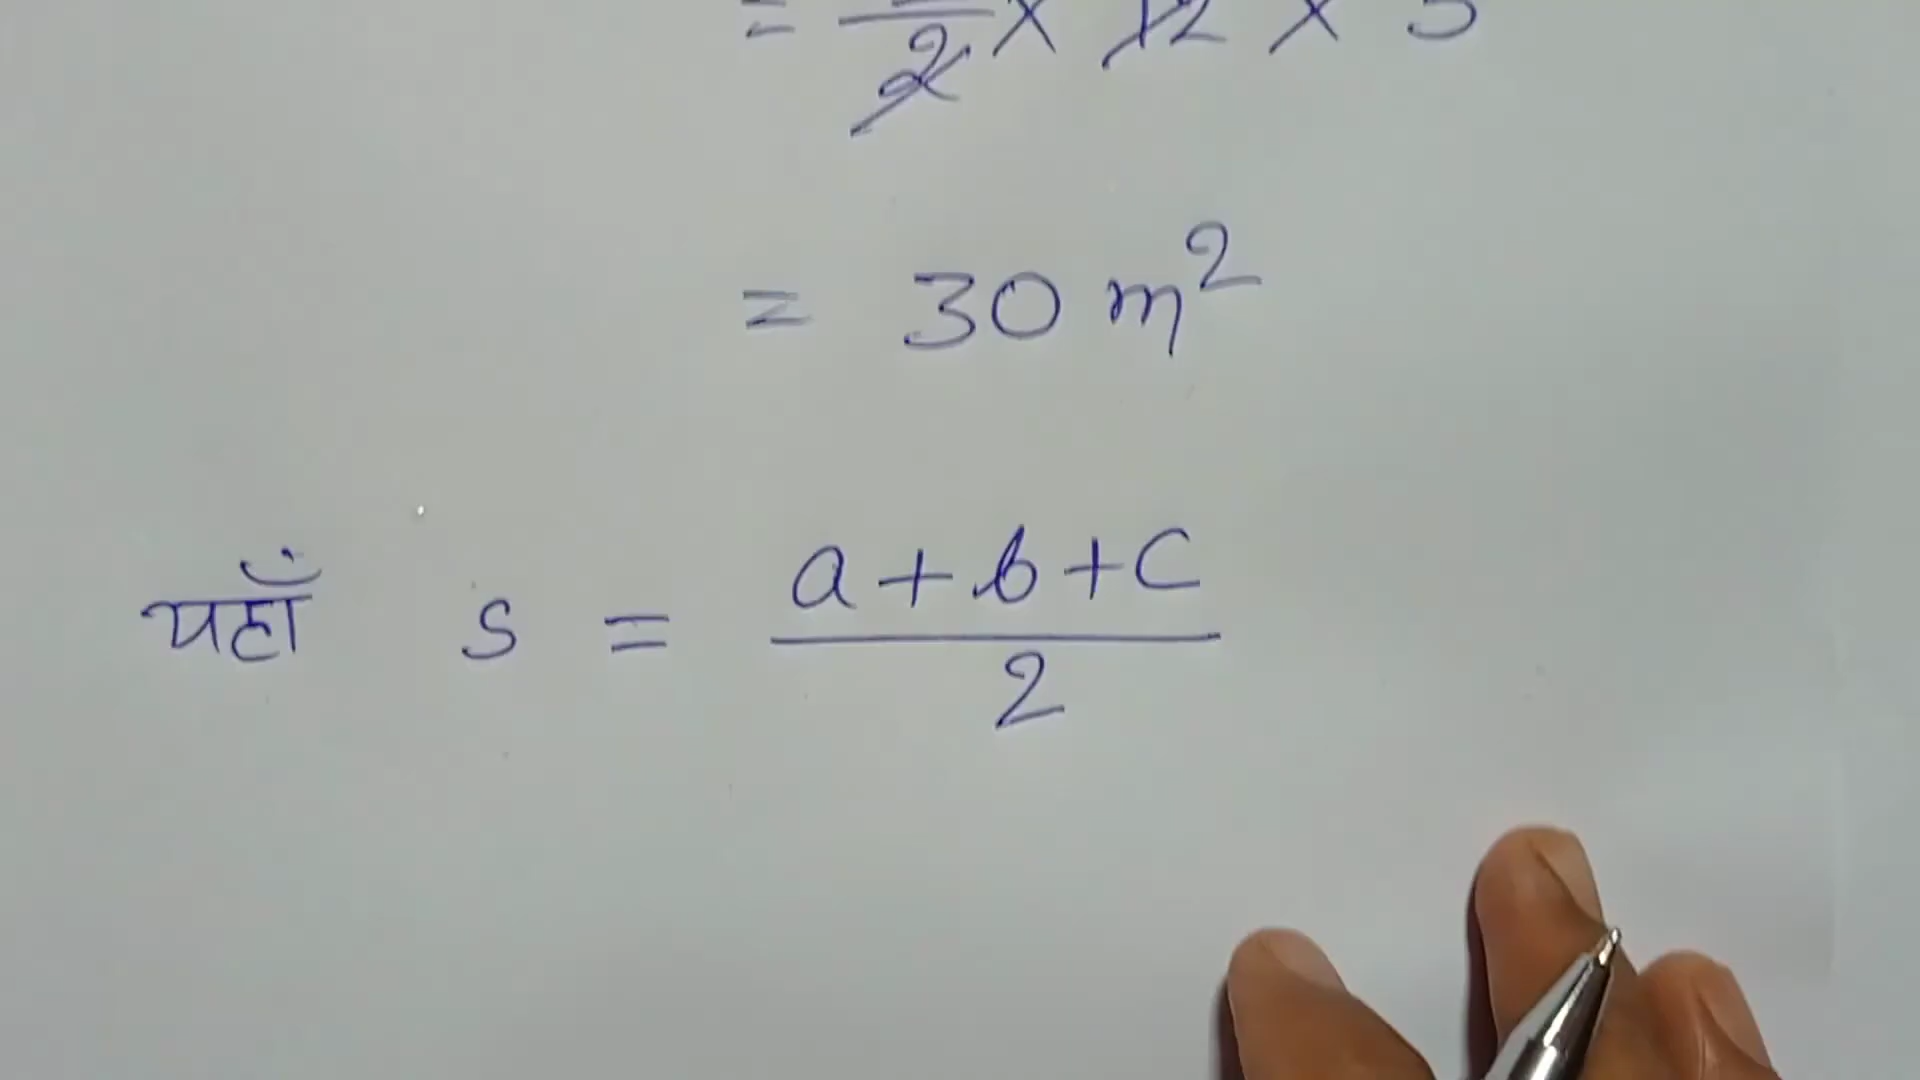 = 1/2 × 12 × 5
= 30 m²
यहाँ s = (a+b+c)/2